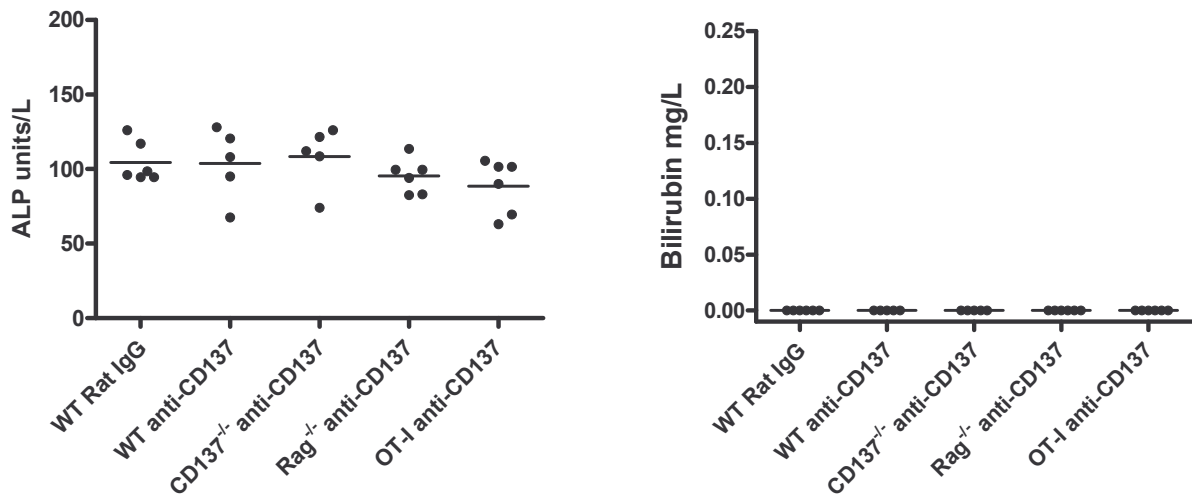 200
150
100
50
0
ALP units/L
WT Rat IgG
WT anti-CD137
CD137-/- anti-CD137
Rag-/- anti-CD137
OT-I anti-CD137
0.25
0.20
0.15
0.10
0.05
0.00
Bilirubin mg/L
WT Rat IgG
WT anti-CD137
CD137-/- anti-CD137
Rag-/- anti-CD137
OT-I anti-CD137